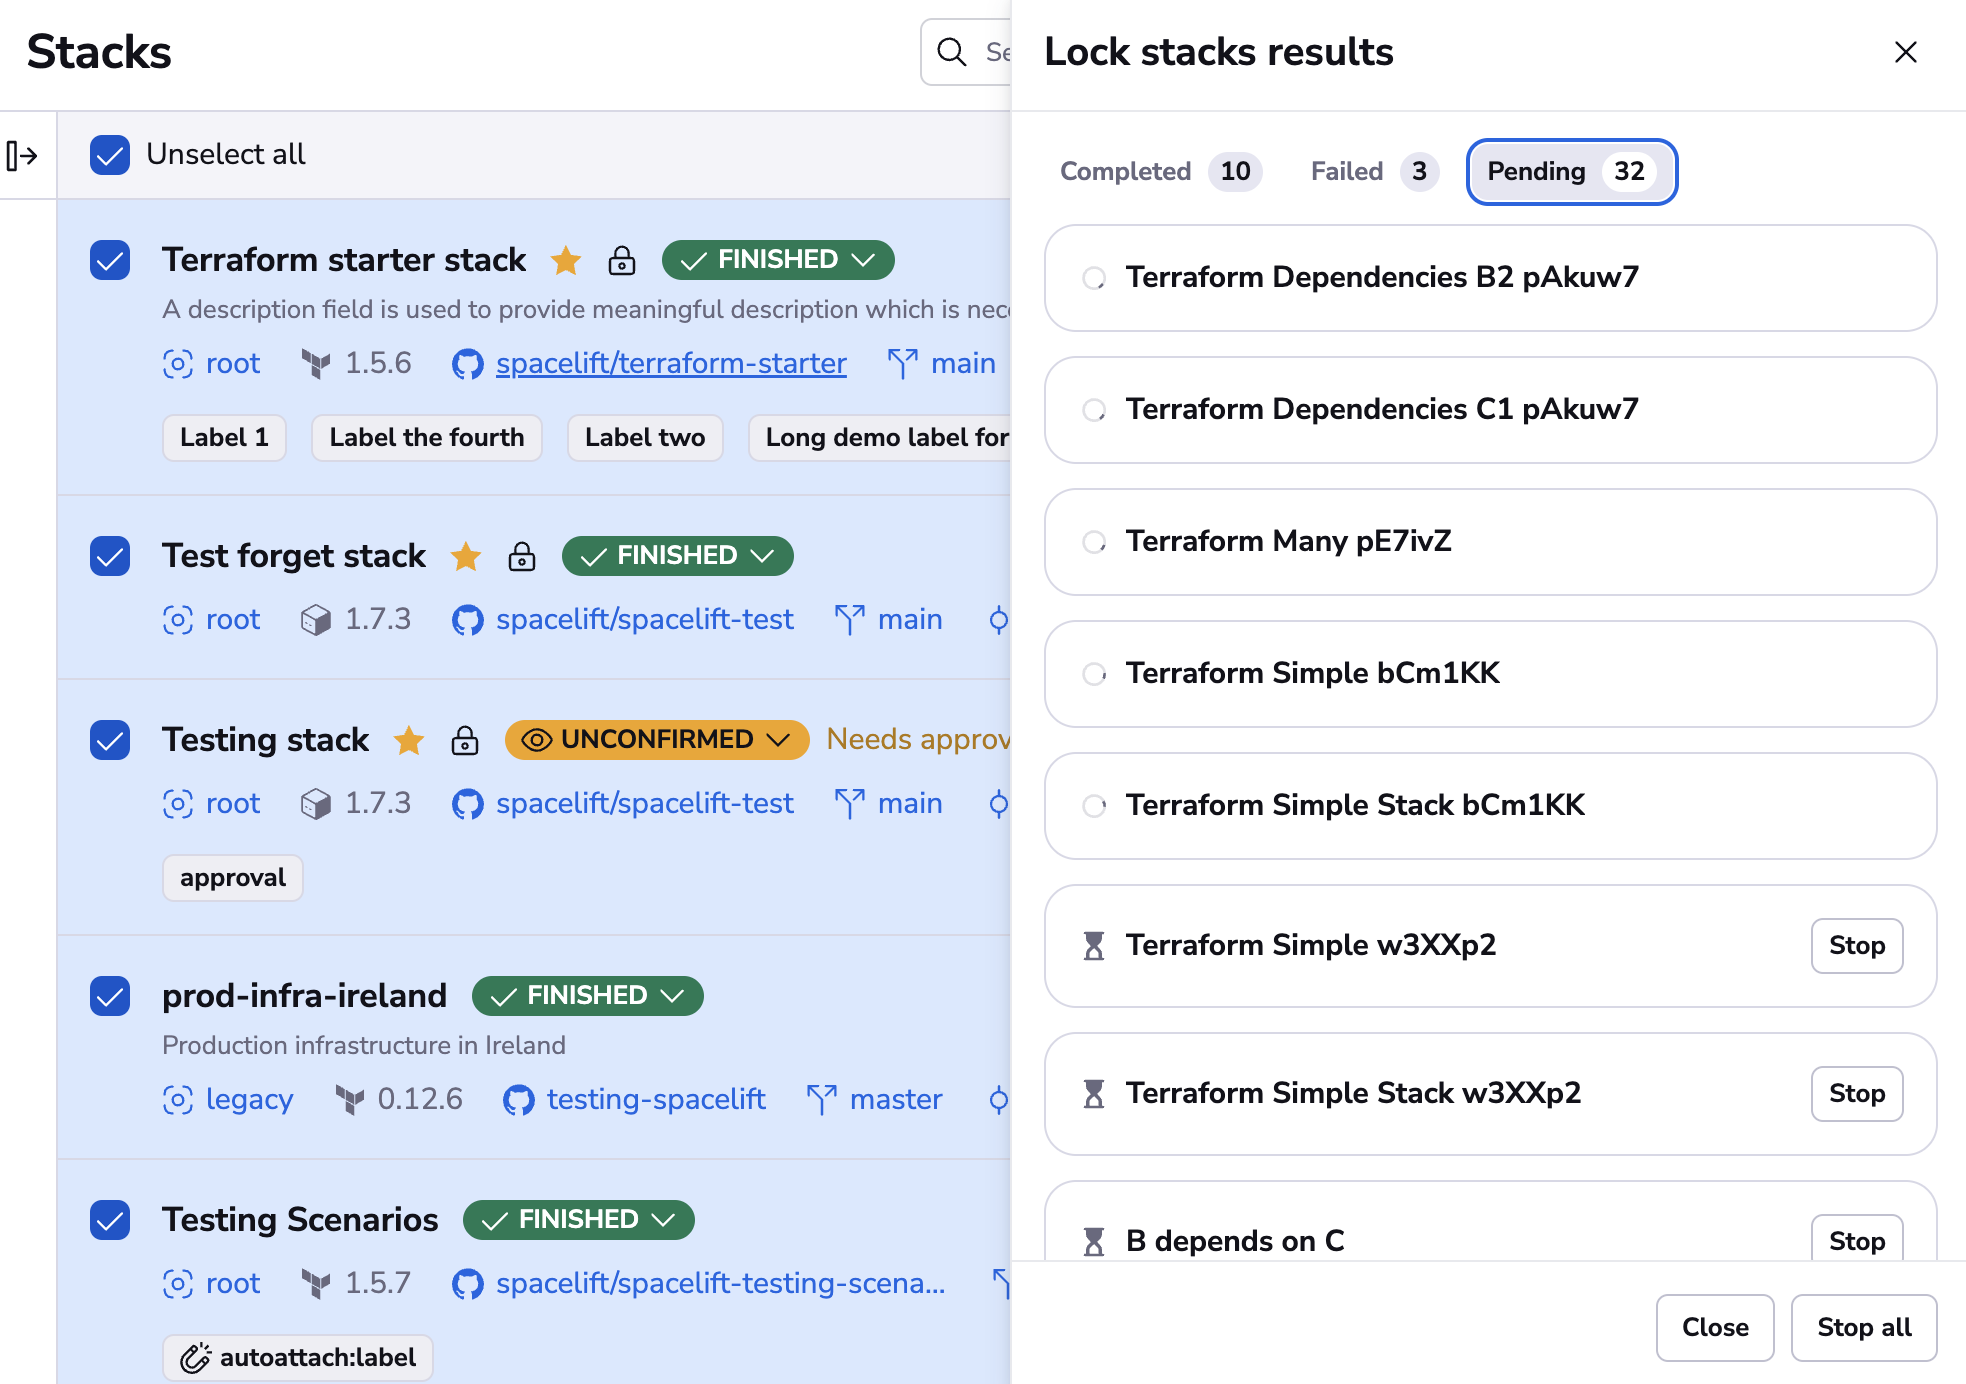 Stacks
Se
Unselect all
Terraform starter stack FINISHED
A description field is used to provide meaningful description which is nec
root 1.5.6 spacelift/terraform-starter main
Label 1 Label the fourth Label two Long demo label for
Test forget stack FINISHED
root 1.7.3 spacelift/spacelift-test main
Testing stack UNCONFIRMED Needs approv
root 1.7.3 spacelift/spacelift-test main
approval
prod-infra-ireland FINISHED
Production infrastructure in Ireland
legacy 0.12.6 testing-spacelift master
Testing Scenarios FINISHED
root 1.5.7 spacelift/spacelift-testing-scena...
autoattach:label
Lock stacks results
Completed 10 Failed 3 Pending 32
Terraform Dependencies B2 pAkuw7
Terraform Dependencies C1 pAkuw7
Terraform Many pE7ivZ
Terraform Simple bCm1KK
Terraform Simple Stack bCm1KK
Terraform Simple w3XXp2 Stop
Terraform Simple Stack w3XXp2 Stop
B depends on C Stop
Close Stop all